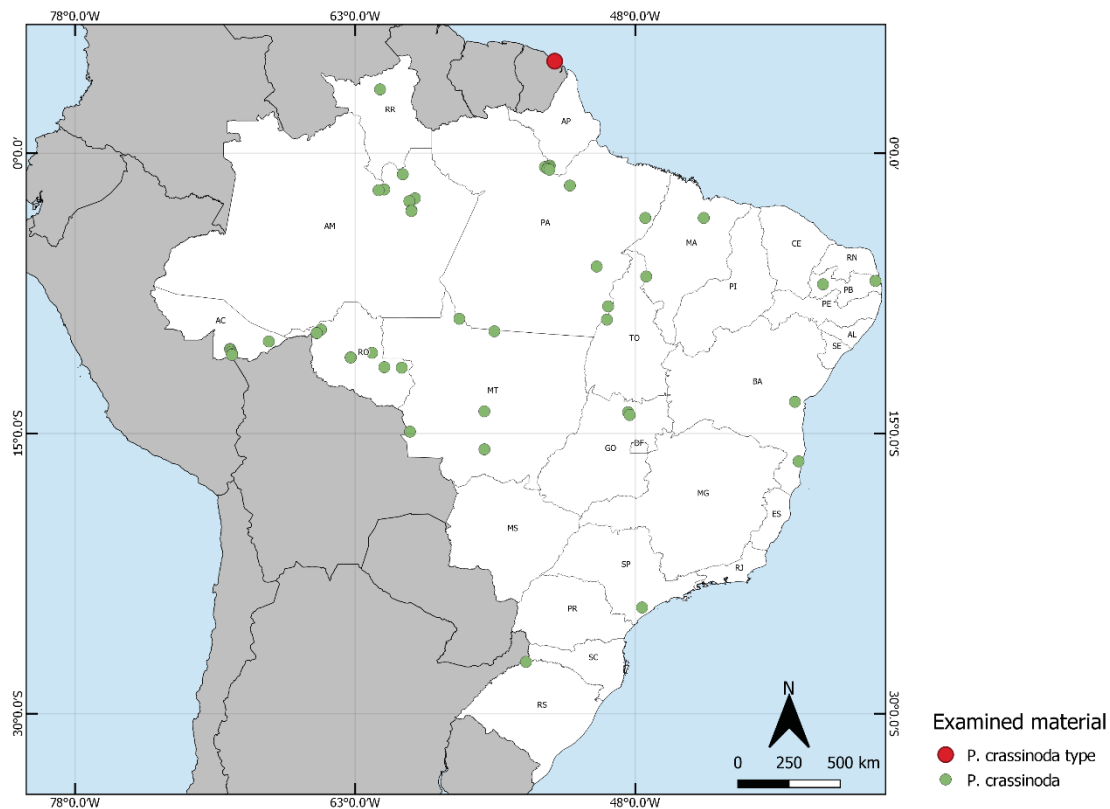 78°0.0'W 63°0.0'W 48°0.0'W
RR
AP
0°0.0' 0°0.0'
AM PA MA CE
RN
PI PB
PE
AC AL
TO SE
RO
BA
MT
15°0.0'S GO DF 15°0.0'S
MG
ES
MS
SP RJ
PR
SC
N
RS
30°0.0'S 30°0.0'S
0 250 500 km
78°0.0'W 63°0.0'W 48°0.0'W
Examined material
P. crassinoda type
P. crassinoda